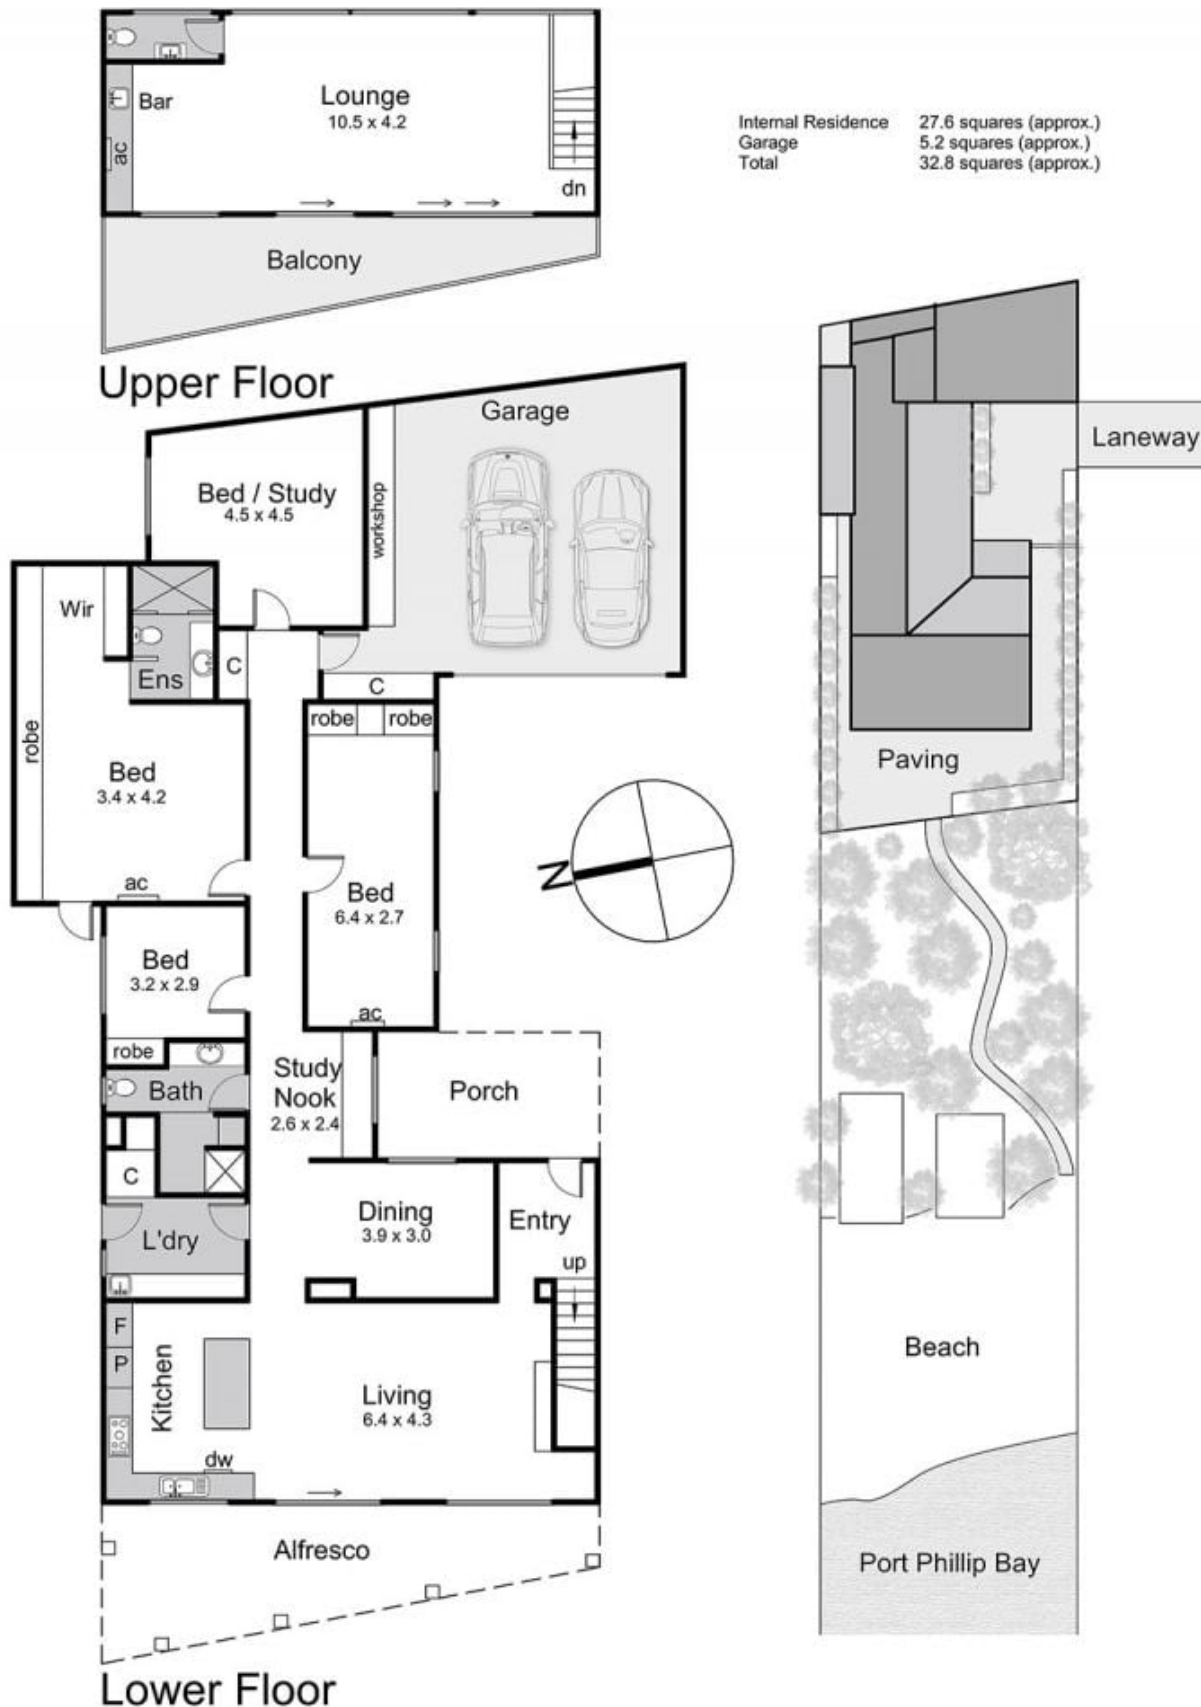 Bar
Lounge
10.5 x 4.2
ac
dn
Balcony
Upper Floor
Internal Residence 27.6 squares (approx.)
Garage 5.2 squares (approx.)
Total 32.8 squares (approx.)
Garage
Bed / Study
4.5 x 4.5
workshop
Wir
Ens
C
C
robe
robe
robe
Bed
3.4 x 4.2
ac
Bed
6.4 x 2.7
ac
N
Bed
3.2 x 2.9
robe
Bath
Study
Nook
2.6 x 2.4
Porch
C
L'dry
Dining
3.9 x 3.0
Entry
up
F
P
Kitchen
Living
6.4 x 4.3
dw
Alfresco
Lower Floor
Laneway
Paving
Beach
Port Phillip Bay